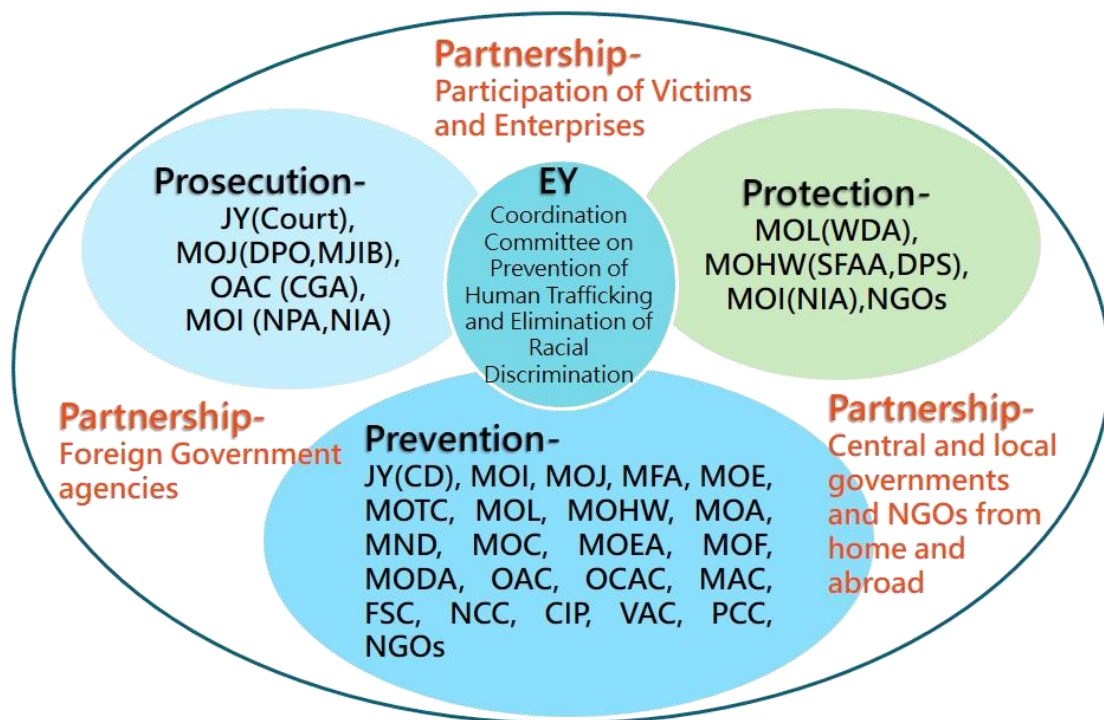 Partnership-
Participation of Victims
and Enterprises
Prosecution-
JY(Court),
MOJ(DPO,MJIB),
OAC (CGA),
MOI (NPA,NIA)
EY
Coordination
Committee on
Prevention of
Human Trafficking
and Elimination of
Racial
Discrimination
Protection-
MOL(WDA),
MOHW(SFAA,DPS),
MOI(NIA),NGOs
Partnership-
Foreign Government
agencies
Prevention-
JY(CD), MOI, MOJ, MFA, MOE,
MOTC, MOL, MOHW, MOA,
MND, MOC, MOEA, MOF,
MODA, OAC, OCAC, MAC,
FSC, NCC, CIP, VAC, PCC,
NGOs
Partnership-
Central and local
governments
and NGOs from
home and
abroad